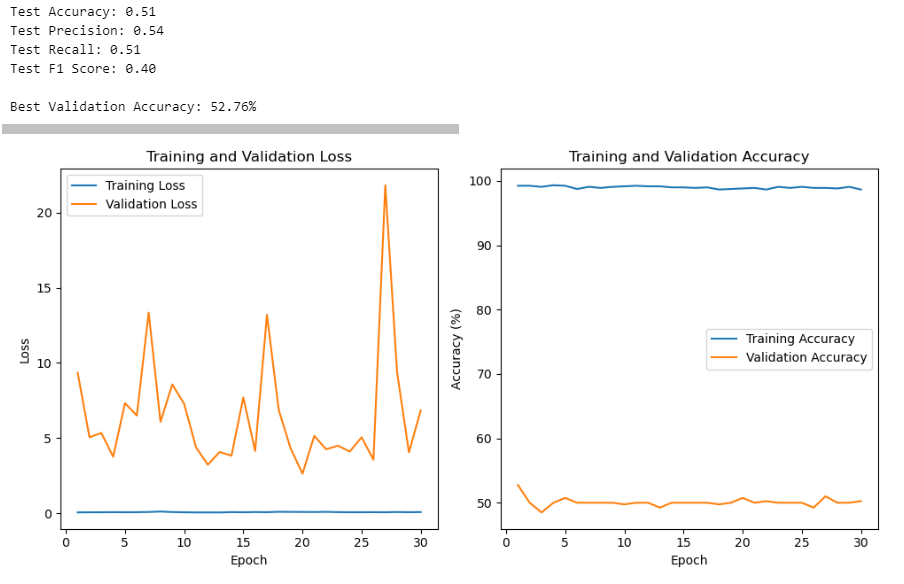 Test Accuracy: 0.51
Test Precision: 0.54
Test Recall: 0.51
Test F1 Score: 0.40
Best Validation Accuracy: 52.76%
Training and Validation Loss
Training Loss
Validation Loss
20
15
10
5
0
Loss
0 5 10 15 20 25 30
Epoch
Training and Validation Accuracy
100
90
80
70
60
50
Accuracy (%)
Training Accuracy
Validation Accuracy
0 5 10 15 20 25 30
Epoch